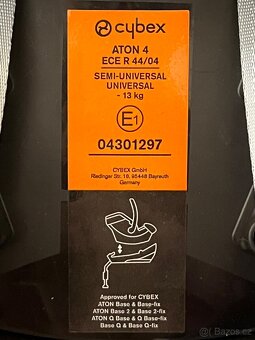 cybex
ATON 4
ECE R 44/04
SEMI-UNIVERSAL
UNIVERSAL
- 13 kg
E1
04301297
CYBEX GmbH
Riedinger Str. 18, 95448 Bayreuth
Germany
Approved for CYBEX
ATON Base & Base-fix
ATON Base 2 & Base 2-fix
ATON Q Base & Q Base-fix
Base Q & Base Q-fix
Bazoš.cz